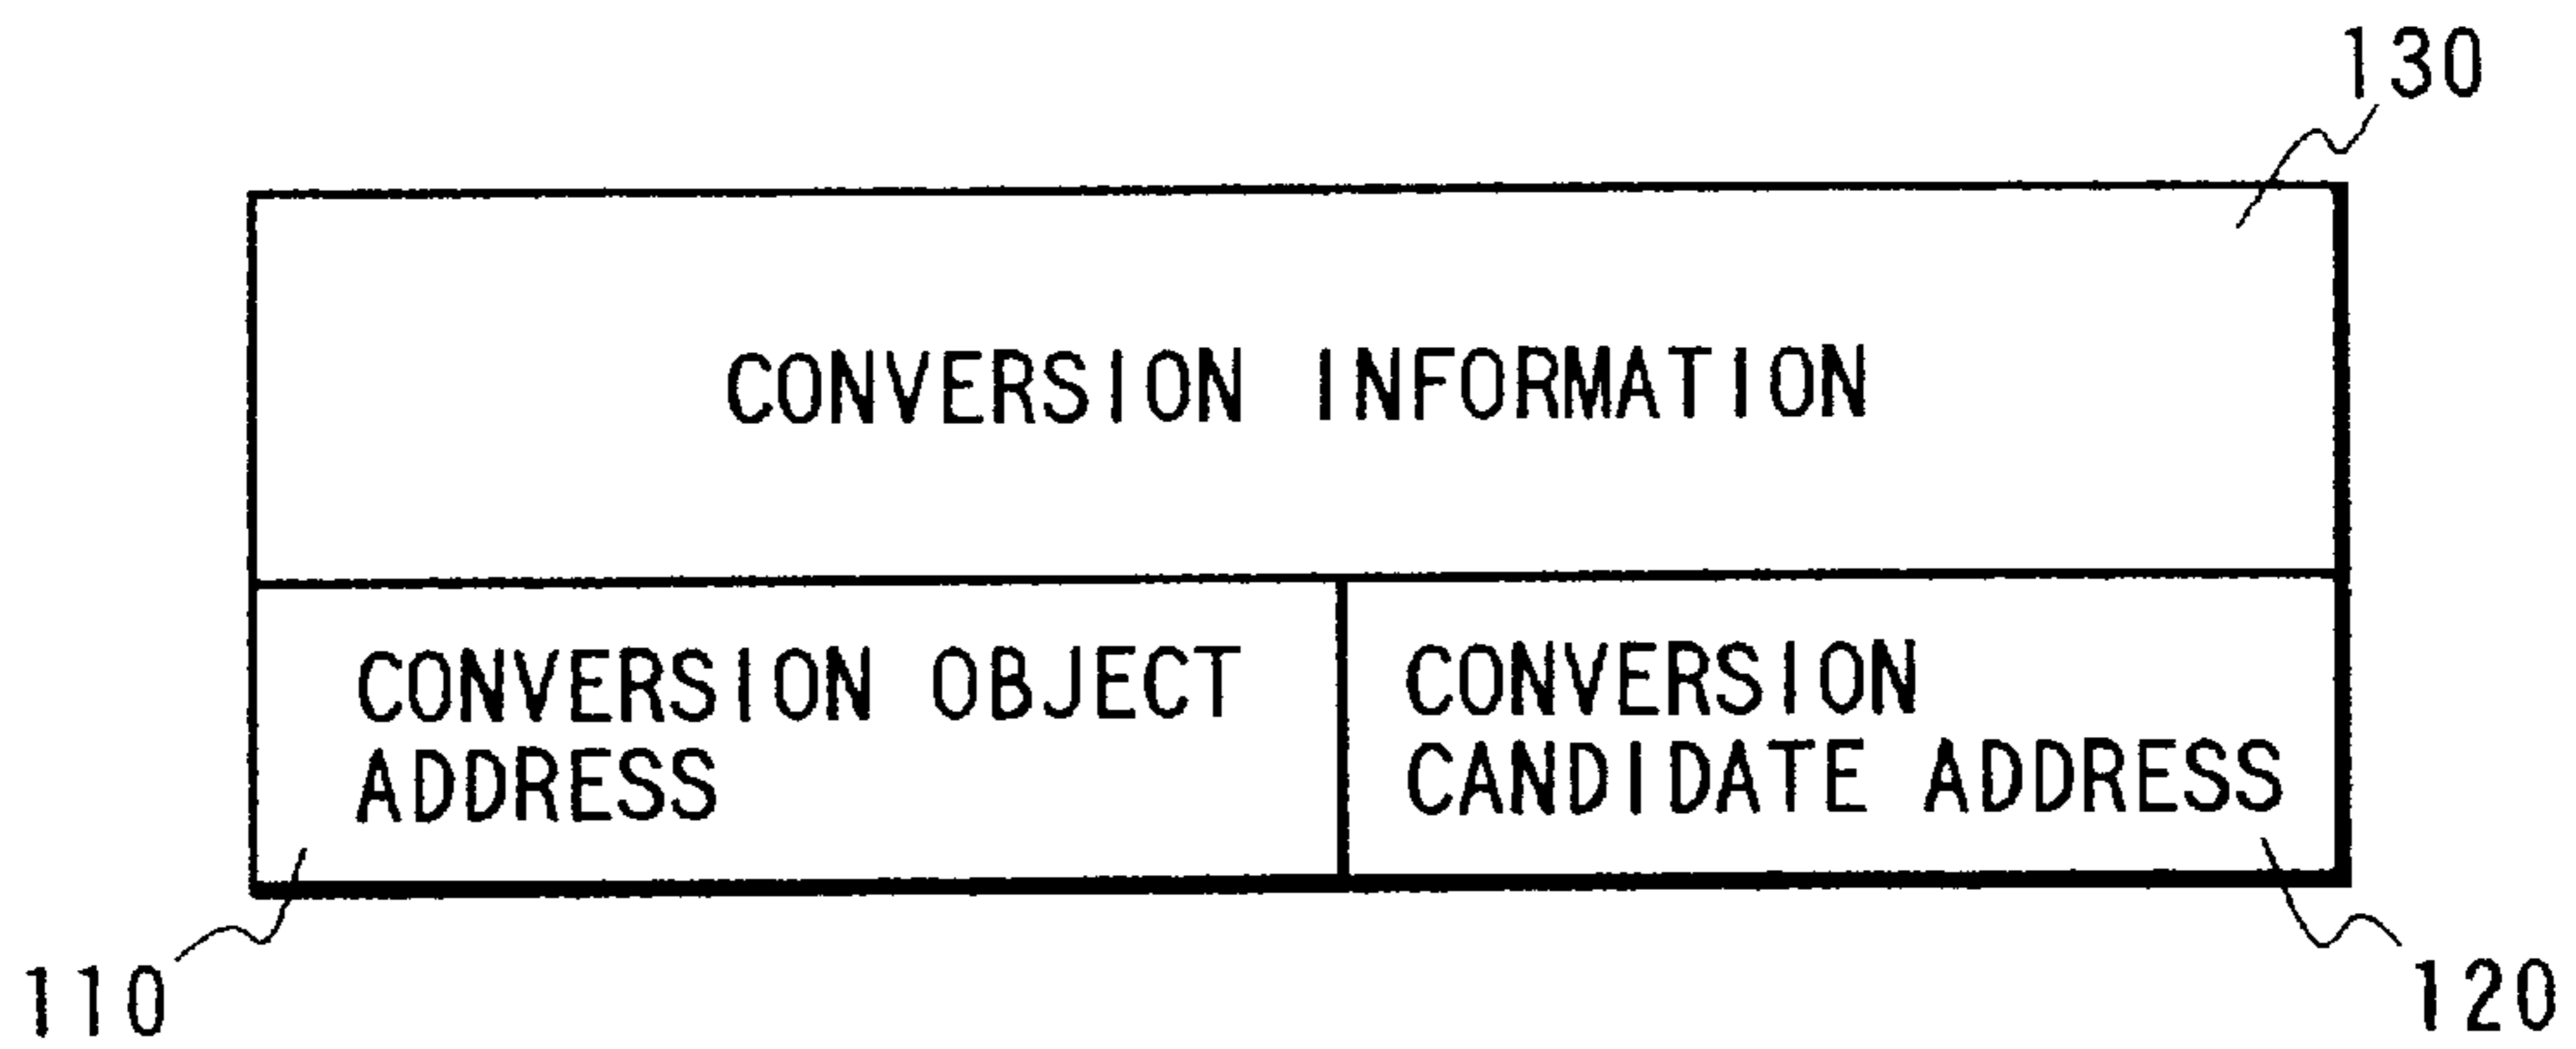 130
CONVERSION INFORMATION
CONVERSION OBJECT
ADDRESS
CONVERSION
CANDIDATE ADDRESS
110
120